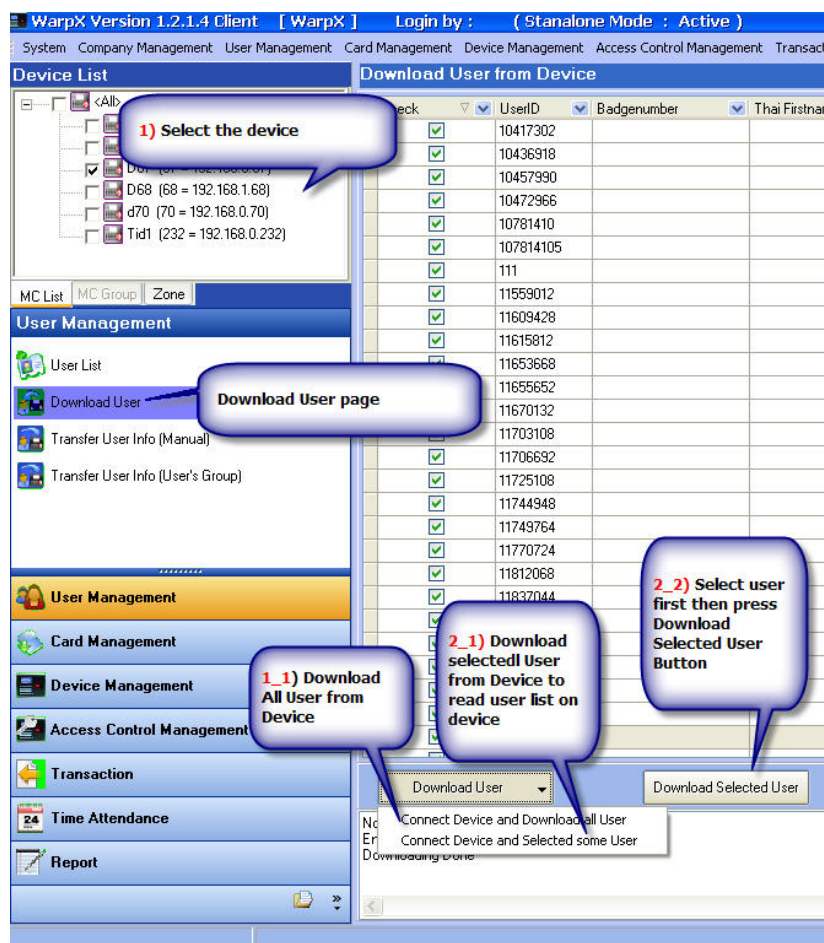 WarpX Version 1.2.1.4 Client [ WarpX ] Login by : ( Stanalone Mode : Active )
System Company Management User Management Card Management Device Management Access Control Management
Device List
<All>
1) Select the device
D68 (68 = 192.168.1.68)
d70 (70 = 192.168.0.70)
Tid1 (232 = 192.168.0.232)
MC List MC Group Zone
User Management
User List
Download User
Download User page
Transfer User Info (Manual)
Transfer User Info (User's Group)
User Management
Card Management
Device Management
Access Control Management
Transaction
Time Attendance
24
Report
Download User from Device
UserID Badgenumber Thai
10417302
10436918
10457990
10472966
10781410
107814105
111
11559012
11609428
11615812
11653668
11655652
11670132
11703108
11706692
11725108
11744948
11749764
11770724
11812068
11837044
1_1) Download
All User from
Device
2_1) Download
selectedl User
from Device to
read user list on
device
2_2) Select user
first then press
Download
Selected User
Button
Download User
Download Selected User
Connect Device and Download all User
Connect Device and Selected some User
Downloading Done